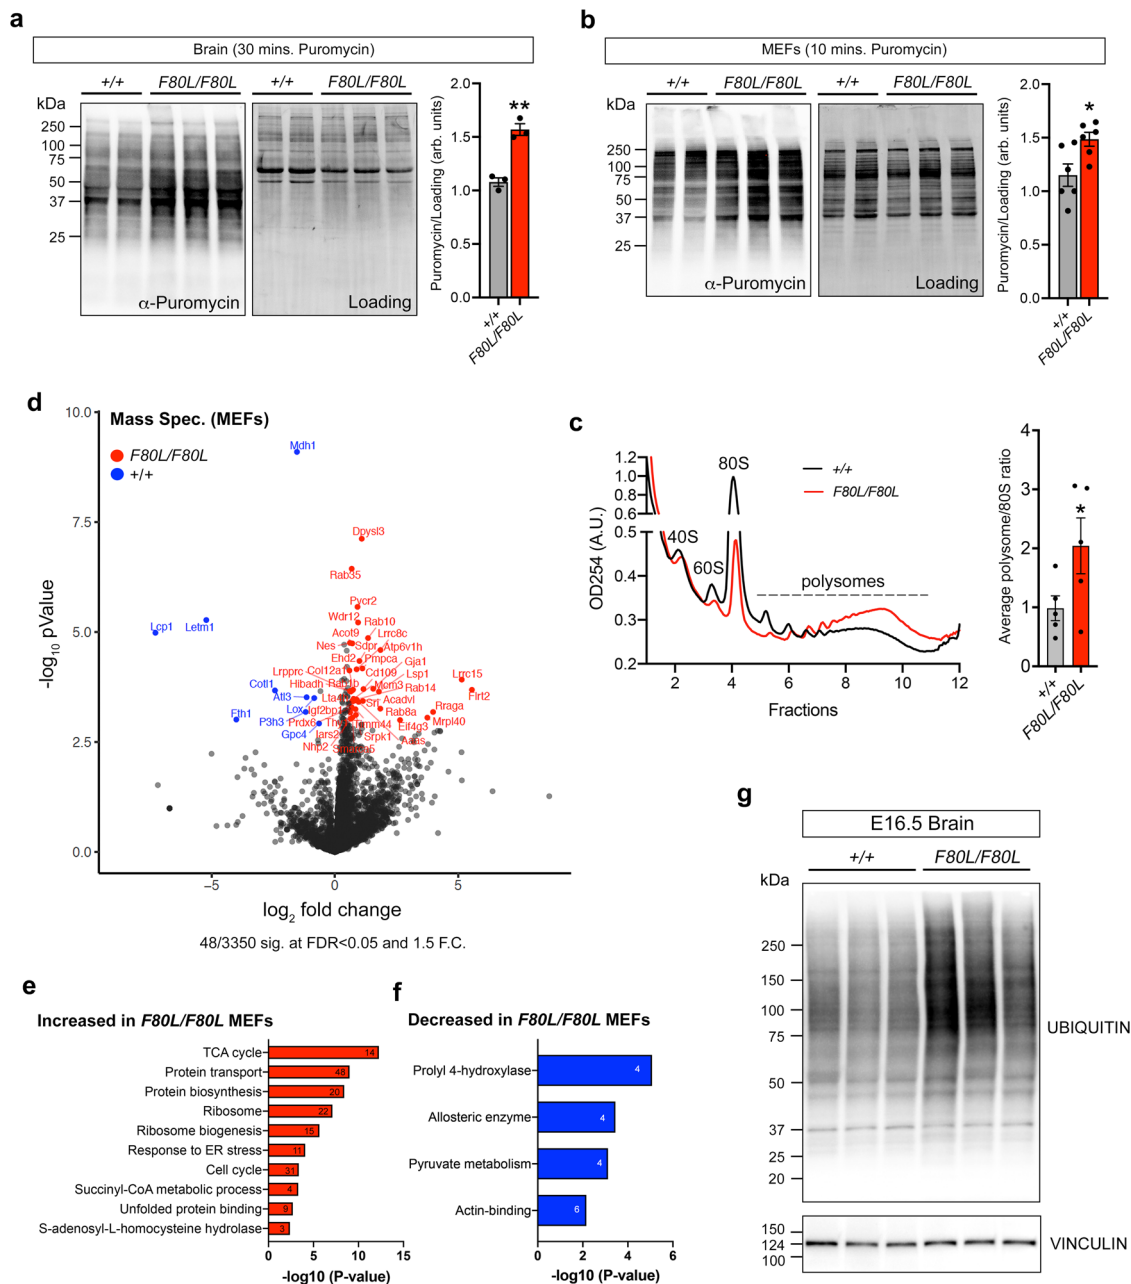 a
Brain (30 mins. Puromycin)
+/+ F80L/F80L +/+ F80L/F80L
kDa
250
100
75
50
37
25
α-Puromycin
Loading
Puromycin/Loading (arb. units)
2.0
1.5
1.0
0.5
0.0
**
+/+
F80L/F80L
b
MEFs (10 mins. Puromycin)
+/+ F80L/F80L +/+ F80L/F80L
kDa
250
100
75
50
37
25
α-Puromycin
Loading
Puromycin/Loading (arb. units)
2.0
1.5
1.0
0.5
0.0
*
+/+
F80L/F80L
d
Mass Spec. (MEFs)
F80L/F80L
+/+
-log10 pValue
10.0
7.5
5.0
2.5
0.0
Mdh1
Dpysl3
Rab35
Pycr2
Wdr12
Rab10
Lcp1
Letm1
Acot9
Lrrc8c
Nes
Sdpr
Atp6v1h
Ehd2
Pmpca
Gja1
Lrpprc
Col12a1
Cd109
Lsp1
Lrrc15
Cotl1
Hibadh
Mcm3
Rab14
Flrt2
Atl3
Lta4h
Srl
Acadvl
Fth1
Lox
Igf2bp
Rab8a
Rraga
P3h3
Prdx6
Timm44
Eif4g3
Mrpl40
Gpc4
Iars2
Srpk1
Aaas
Nhp2
−5 0 5
log2 fold change
48/3350 sig. at FDR<0.05 and 1.5 F.C.
c
OD254 (A.U.)
1.2
1.0
0.8
0.6
0.5
0.4
0.3
0.2
40S
60S
80S
polysomes
+/+
F80L/F80L
2 4 6 8 10 12
Fractions
Average polysome/80S ratio
4
3
2
1
0
*
+/+
F80L/F80L
e
Increased in F80L/F80L MEFs
TCA cycle 14
Protein transport 48
Protein biosynthesis 20
Ribosome 22
Ribosome biogenesis 15
Response to ER stress 11
Cell cycle 31
Succinyl-CoA metabolic process 4
Unfolded protein binding 9
S-adenosyl-L-homocysteine hydrolase 3
0 5 10 15
-log10 (P-value)
f
Decreased in F80L/F80L MEFs
Prolyl 4-hydroxylase 4
Allosteric enzyme 4
Pyruvate metabolism 4
Actin-binding 6
0 2 4 6
-log10 (P-value)
g
E16.5 Brain
+/+ F80L/F80L
kDa
250
150
100
75
50
37
25
20
UBIQUITIN
150
124
100
VINCULIN